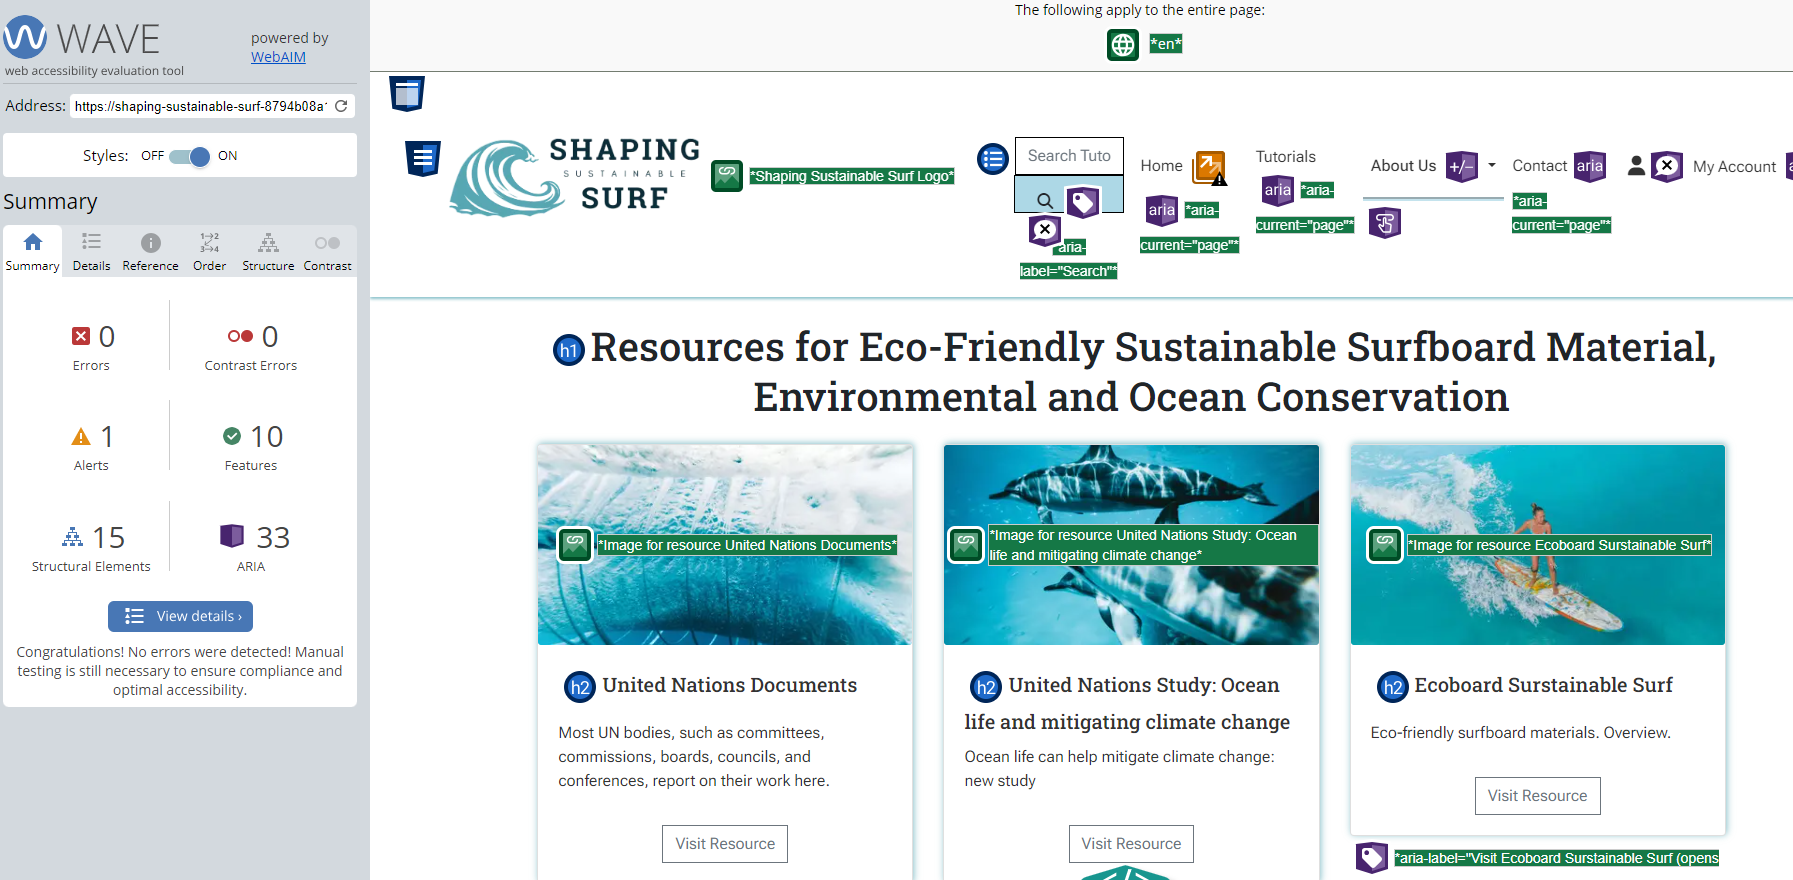 WAVE
web accessibility evaluation tool
powered by
WebAIM
Address: https://shaping-sustainable-surf-8794b08a1
Styles: OFF ON
Summary
Summary Details Reference Order Structure Contrast
0
Errors
0
Contrast Errors
1
Alerts
10
Features
15
Structural Elements
33
ARIA
View details ›
Congratulations! No errors were detected! Manual
testing is still necessary to ensure compliance and
optimal accessibility.
The following apply to the entire page:
*en*
SHAPING
SUSTAINABLE
SURF
*Shaping Sustainable Surf Logo*
Search Tuto
aria-
label="Search"*
Home
aria *aria-
current="page"*
Tutorials
aria *aria-
current="page"*
About Us +/-
Contact aria
*aria-
current="page"*
My Account
h1 Resources for Eco-Friendly Sustainable Surfboard Material,
Environmental and Ocean Conservation
*Image for resource United Nations Documents*
h2 United Nations Documents
Most UN bodies, such as committees,
commissions, boards, councils, and
conferences, report on their work here.
Visit Resource
*Image for resource United Nations Study: Ocean
life and mitigating climate change*
h2 United Nations Study: Ocean
life and mitigating climate change
Ocean life can help mitigate climate change:
new study
Visit Resource
*Image for resource Ecoboard Surstainable Surf*
h2 Ecoboard Surstainable Surf
Eco-friendly surfboard materials. Overview.
Visit Resource
*aria-label="Visit Ecoboard Surstainable Surf (opens